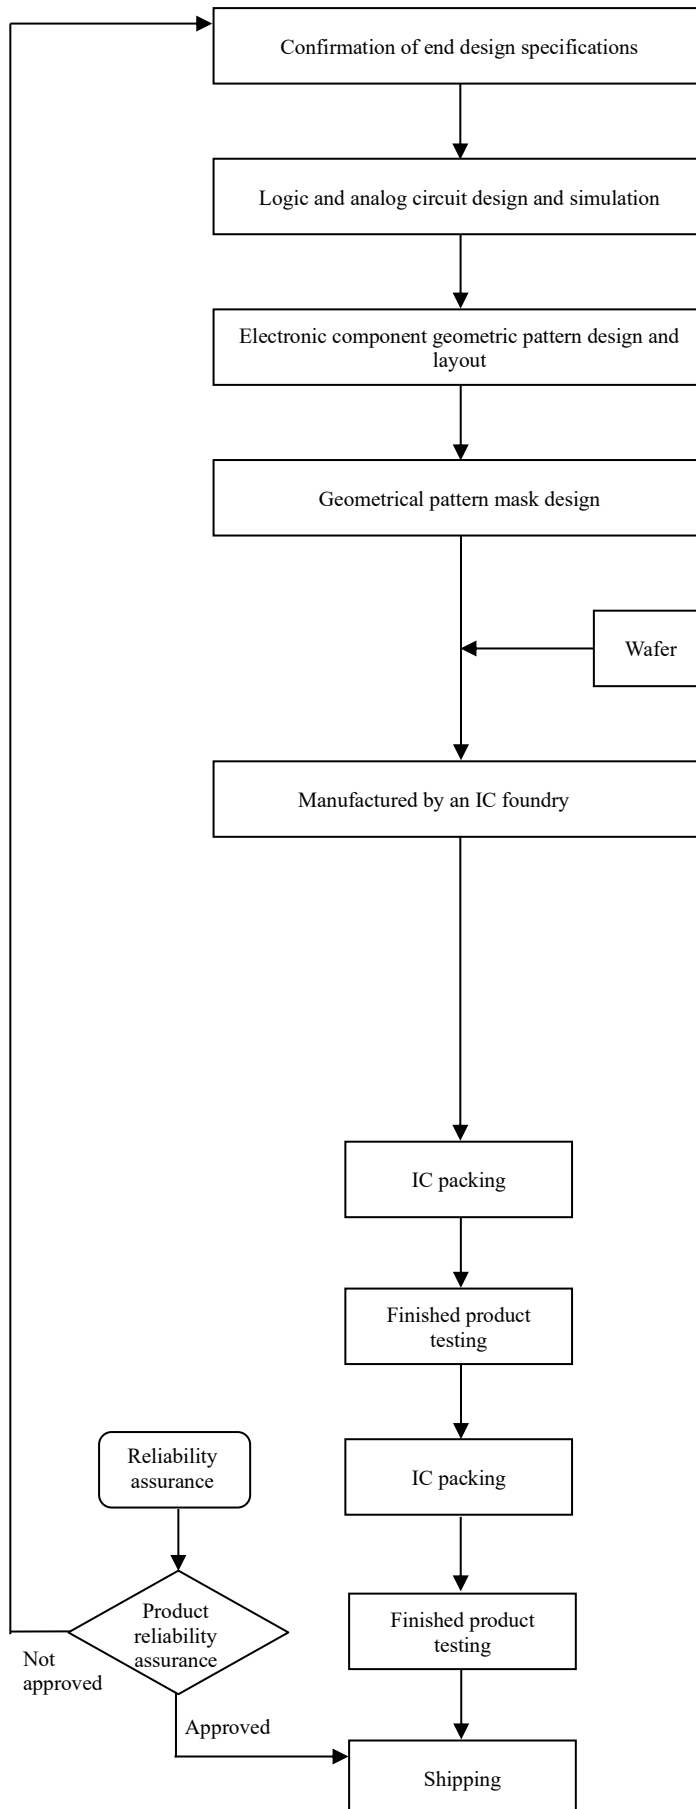 Confirmation of end design specifications
Logic and analog circuit design and simulation
Electronic component geometric pattern design and
layout
Geometrical pattern mask design
Wafer
Manufactured by an IC foundry
IC packing
Finished product
testing
Reliability
assurance
IC packing
Product
reliability
assurance
Finished product
testing
Not
approved
Approved
Shipping